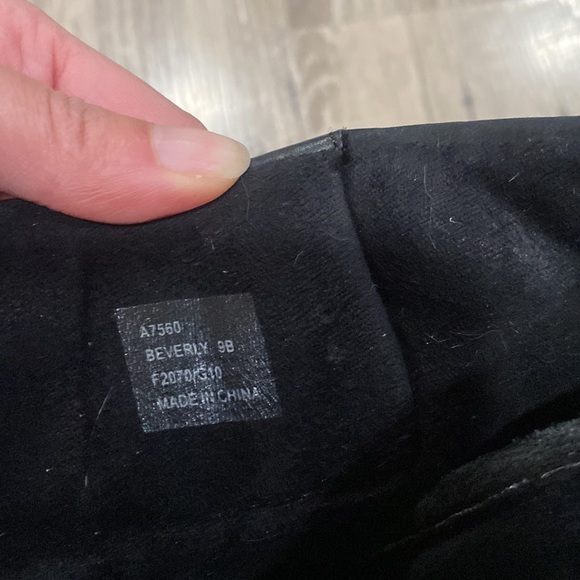 A7560
BEVERLY 9B
F2070/S10
MADE IN CHINA